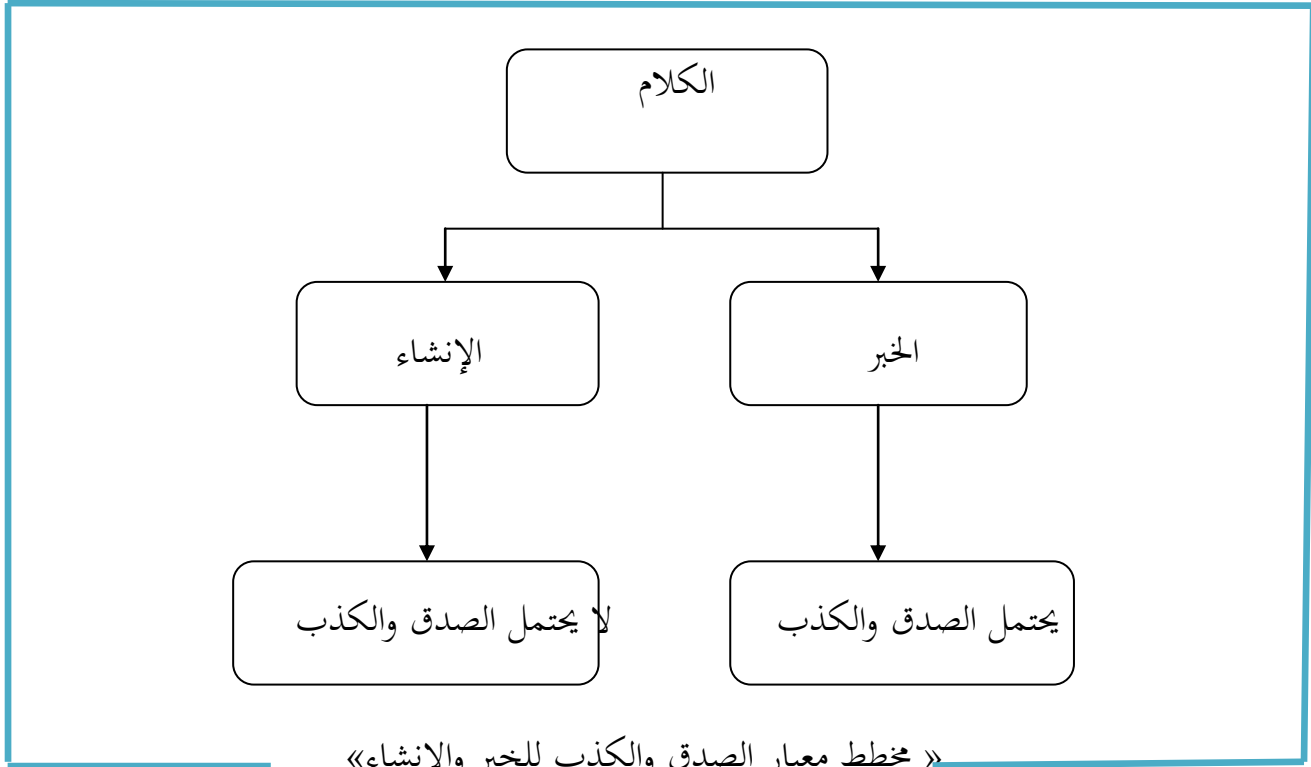 الكلام
الخبر
الإنشاء
يحتمل الصدق والكذب
لا يحتمل الصدق والكذب
« مخطط معيار الصدق والكذب للخبر والإنشاء»